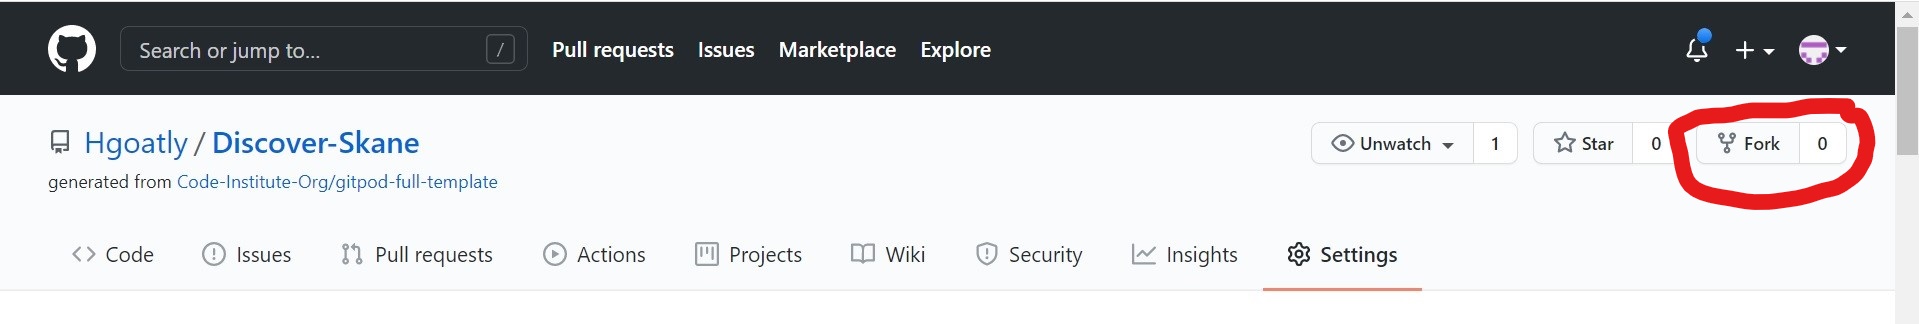 Search or jump to... / Pull requests Issues Marketplace Explore
Hgoatly / Discover-Skane Unwatch 1 Star 0 Fork 0
generated from Code-Institute-Org/gitpod-full-template
Code Issues Pull requests Actions Projects Wiki Security Insights Settings